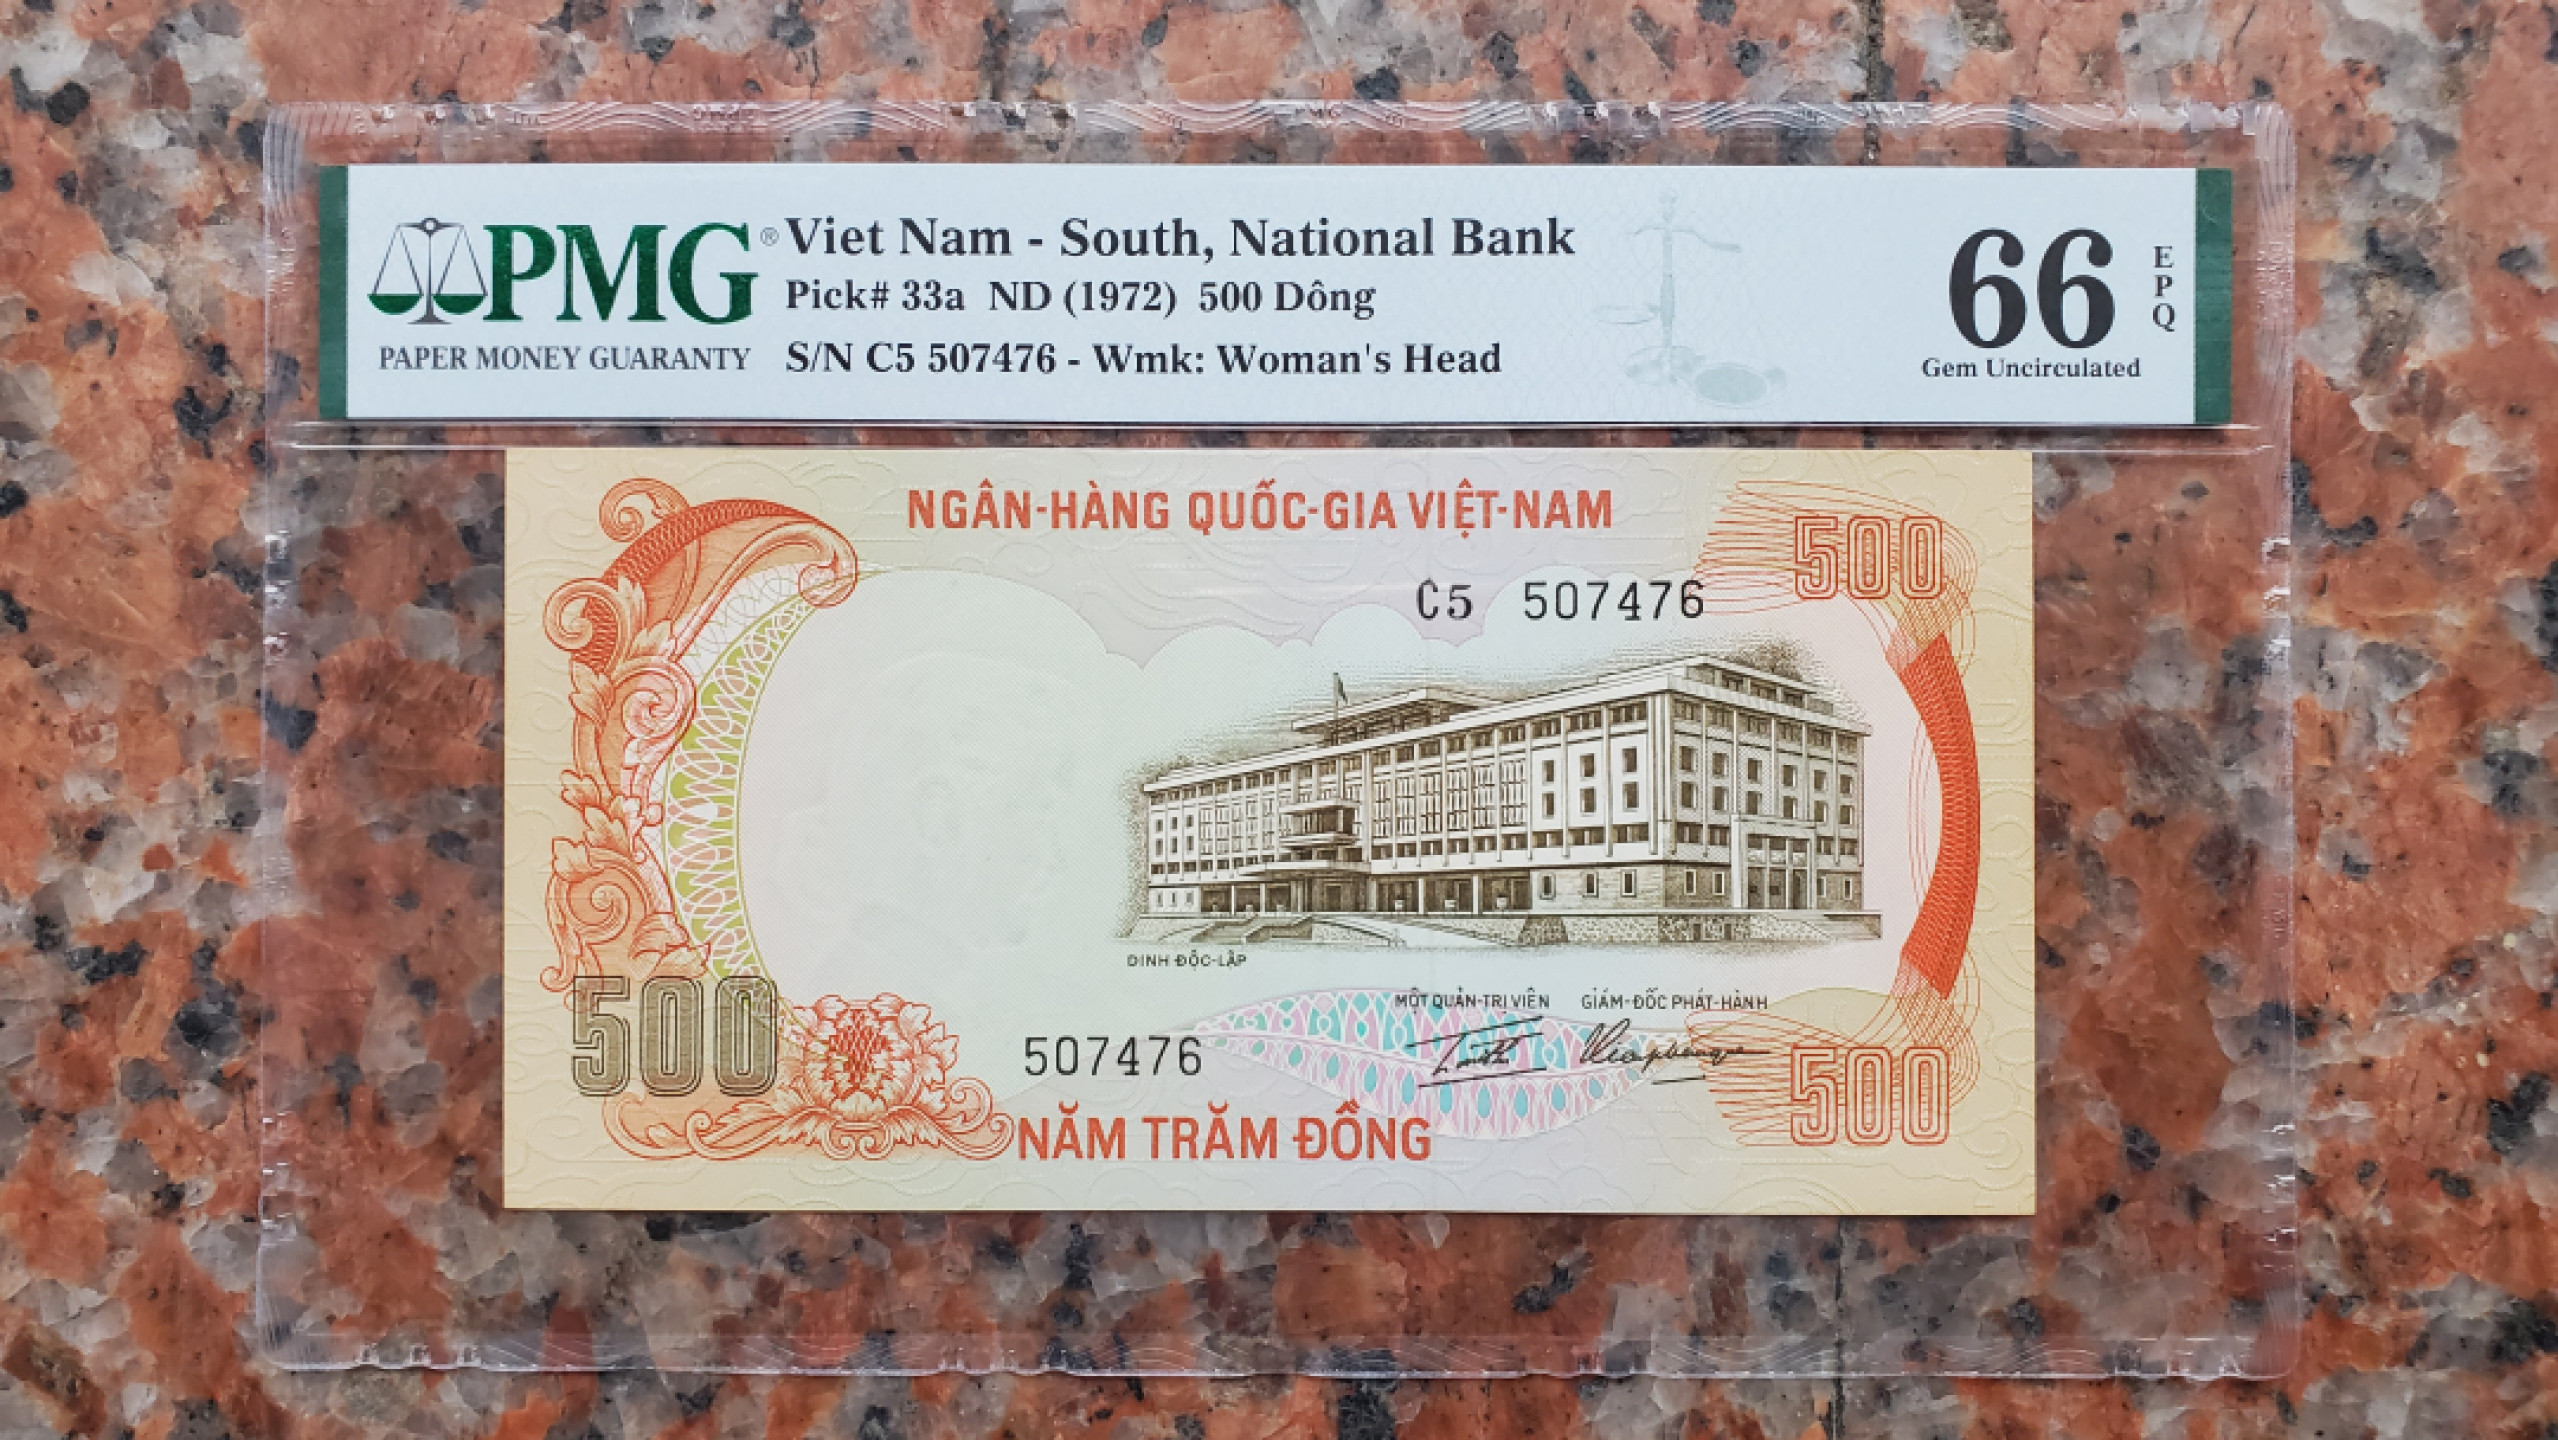 PMG®
PAPER MONEY GUARANTY
Viet Nam - South, National Bank
Pick# 33a ND (1972) 500 Dông
S/N C5 507476 - Wmk: Woman's Head
66
EPQ
Gem Uncirculated
NGÂN-HÀNG QUỐC-GIA VIỆT-NAM
500
C5 507476
DINH ĐỘC-LẬP
MỘT QUẢN-TRỊ VIÊN GIÁM-ĐỐC PHÁT-HÀNH
500
507476
500
NĂM TRĂM ĐỒNG